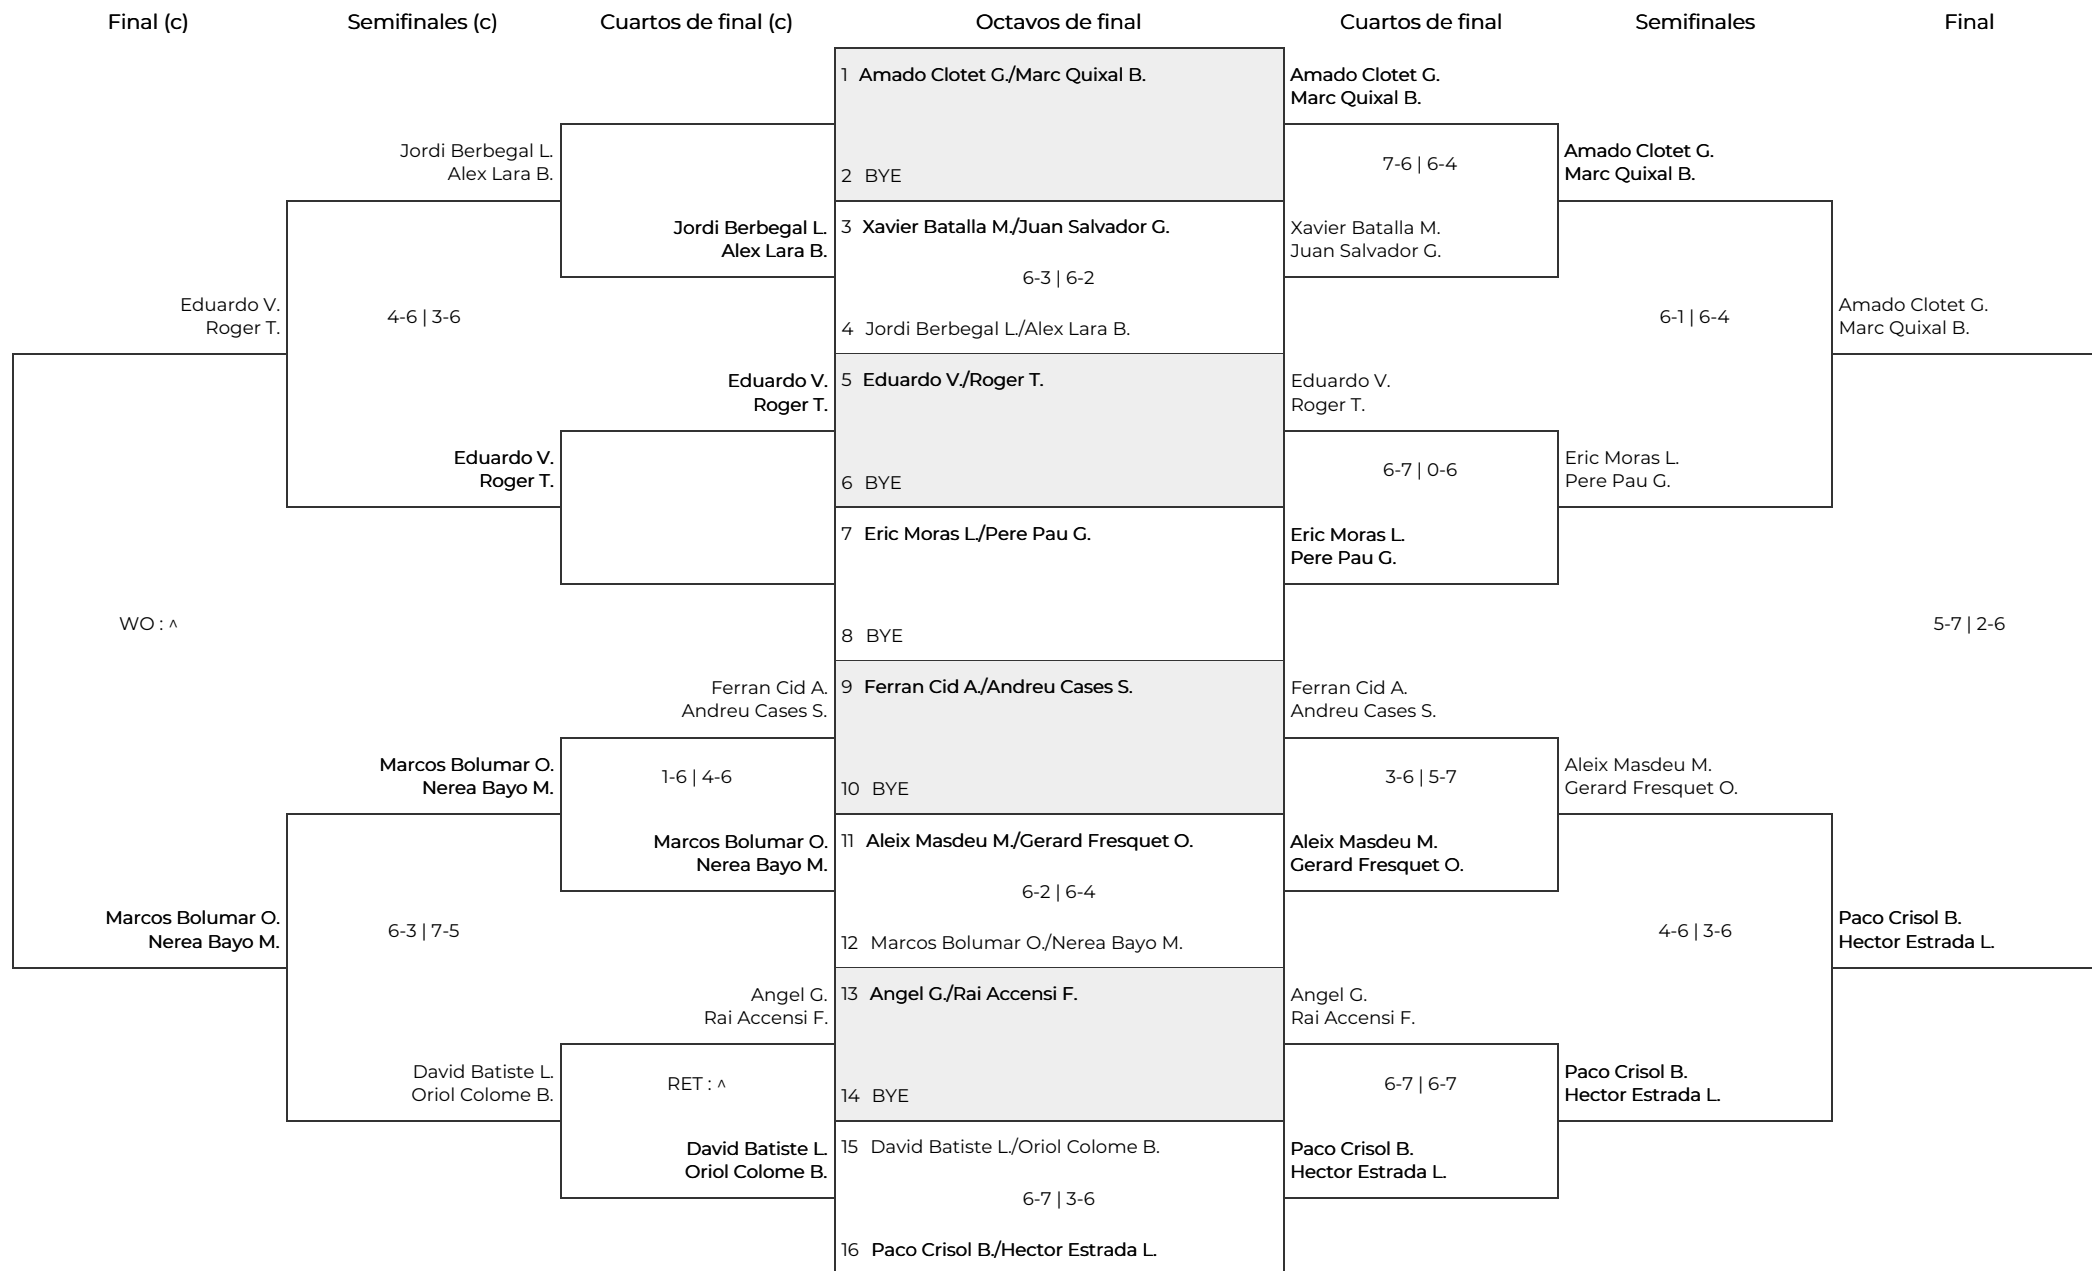 Final (c)
Semifinales (c)
Cuartos de final (c)
Octavos de final
Cuartos de final
Semifinales
Final
Eduardo V.
Roger T.
WO : ^
Marcos Bolumar O.
Nerea Bayo M.
Jordi Berbegal L.
Alex Lara B.
4-6 | 3-6
Eduardo V.
Roger T.
Marcos Bolumar O.
Nerea Bayo M.
6-3 | 7-5
David Batiste L.
Oriol Colome B.
Jordi Berbegal L.
Alex Lara B.
Eduardo V.
Roger T.
Ferran Cid A.
Andreu Cases S.
1-6 | 4-6
Marcos Bolumar O.
Nerea Bayo M.
Angel G.
Rai Accensi F.
RET : ^
David Batiste L.
Oriol Colome B.
1 Amado Clotet G./Marc Quixal B.
2 BYE
3 Xavier Batalla M./Juan Salvador G.
6-3 | 6-2
4 Jordi Berbegal L./Alex Lara B.
5 Eduardo V./Roger T.
6 BYE
7 Eric Moras L./Pere Pau G.
8 BYE
9 Ferran Cid A./Andreu Cases S.
10 BYE
11 Aleix Masdeu M./Gerard Fresquet O.
6-2 | 6-4
12 Marcos Bolumar O./Nerea Bayo M.
13 Angel G./Rai Accensi F.
14 BYE
15 David Batiste L./Oriol Colome B.
6-7 | 3-6
16 Paco Crisol B./Hector Estrada L.
Amado Clotet G.
Marc Quixal B.
7-6 | 6-4
Xavier Batalla M.
Juan Salvador G.
Eduardo V.
Roger T.
6-7 | 0-6
Eric Moras L.
Pere Pau G.
Ferran Cid A.
Andreu Cases S.
3-6 | 5-7
Aleix Masdeu M.
Gerard Fresquet O.
Angel G.
Rai Accensi F.
6-7 | 6-7
Paco Crisol B.
Hector Estrada L.
Amado Clotet G.
Marc Quixal B.
6-1 | 6-4
Eric Moras L.
Pere Pau G.
Aleix Masdeu M.
Gerard Fresquet O.
4-6 | 3-6
Paco Crisol B.
Hector Estrada L.
Amado Clotet G.
Marc Quixal B.
5-7 | 2-6
Paco Crisol B.
Hector Estrada L.